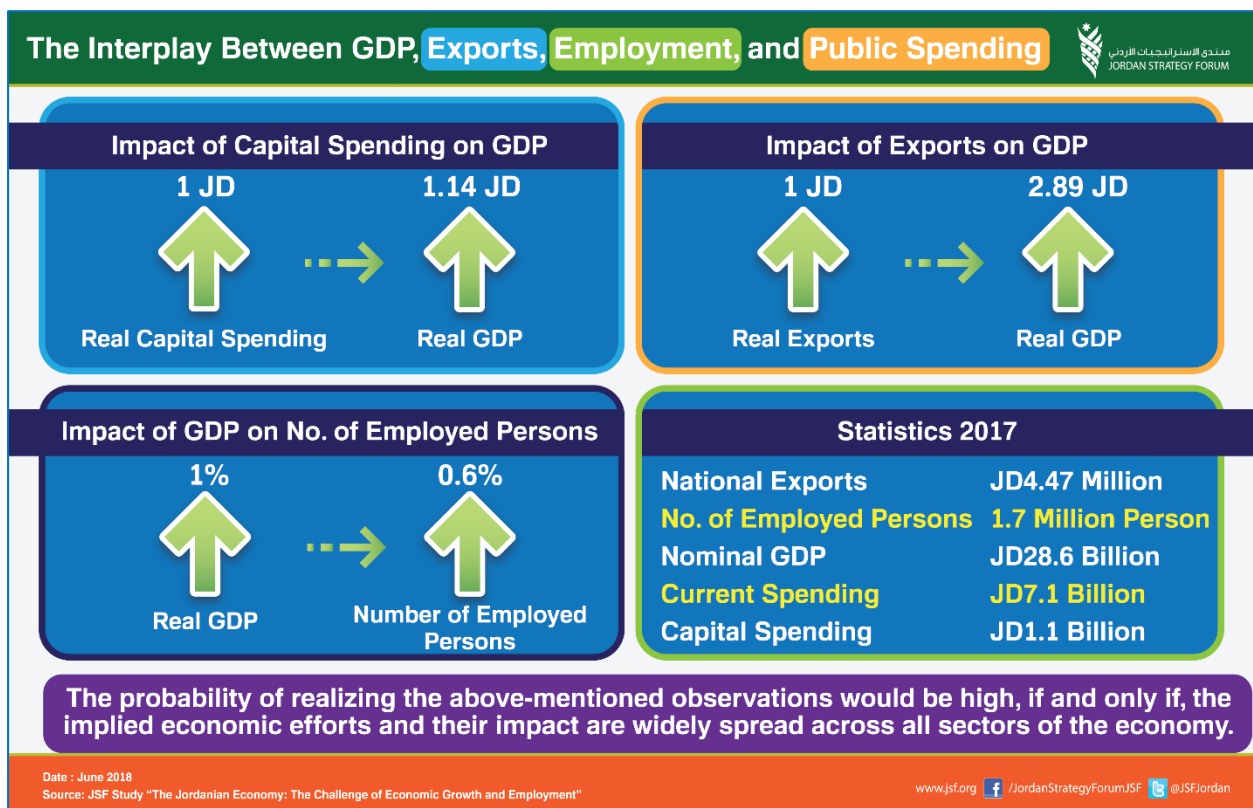 The Interplay Between GDP, Exports, Employment, and Public Spending
منتدى الاستراتيجيات الأردني
JORDAN STRATEGY FORUM
Impact of Capital Spending on GDP
1 JD
1.14 JD
Real Capital Spending
Real GDP
Impact of Exports on GDP
1 JD
2.89 JD
Real Exports
Real GDP
Impact of GDP on No. of Employed Persons
1%
0.6%
Real GDP
Number of Employed
Persons
Statistics 2017
National Exports JD4.47 Million
No. of Employed Persons 1.7 Million Person
Nominal GDP JD28.6 Billion
Current Spending JD7.1 Billion
Capital Spending JD1.1 Billion
The probability of realizing the above-mentioned observations would be high, if and only if, the
implied economic efforts and their impact are widely spread across all sectors of the economy.
Date : June 2018
Source: JSF Study “The Jordanian Economy: The Challenge of Economic Growth and Employment”
www.jsf.org f /JordanStrategyForumJSF @JSFJordan